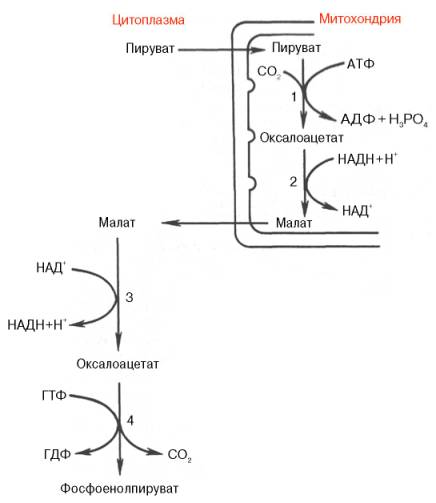 Цитоплазма Митохондрия
Пируват Пируват
CO₂ АТФ
1
АДФ + H₃PO₄
Оксалоацетат
НАДН + H⁺
2
НАД⁺
Малат Малат
НАД⁺
3
НАДН + H⁺
Оксалоацетат
ГТФ
4
ГДФ CO₂
Фосфоенолпируват